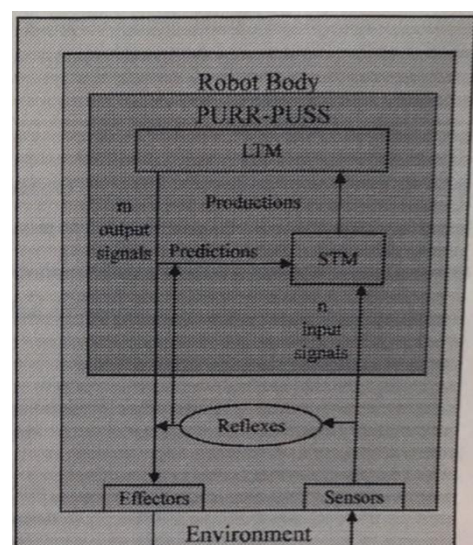 Robot Body
PURR-PUSS
LTM
Productions
m
output
signals
Predictions
STM
n
input
signals
Reflexes
Effectors
Sensors
Environment